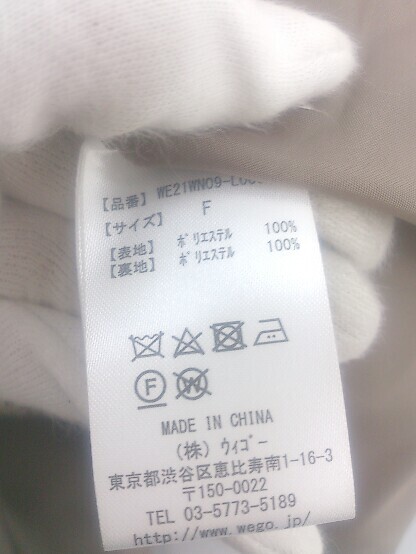 【品番】 WE21WN09-
【サイズ】 F
【表地】 ポリエステル 100%
【裏地】 ポリエステル 100%
F
W
MADE IN CHINA
(株) ウィゴー
東京都渋谷区恵比寿南1-16-3
〒150-0022
TEL 03-5773-5189
http://www.wego.jp/